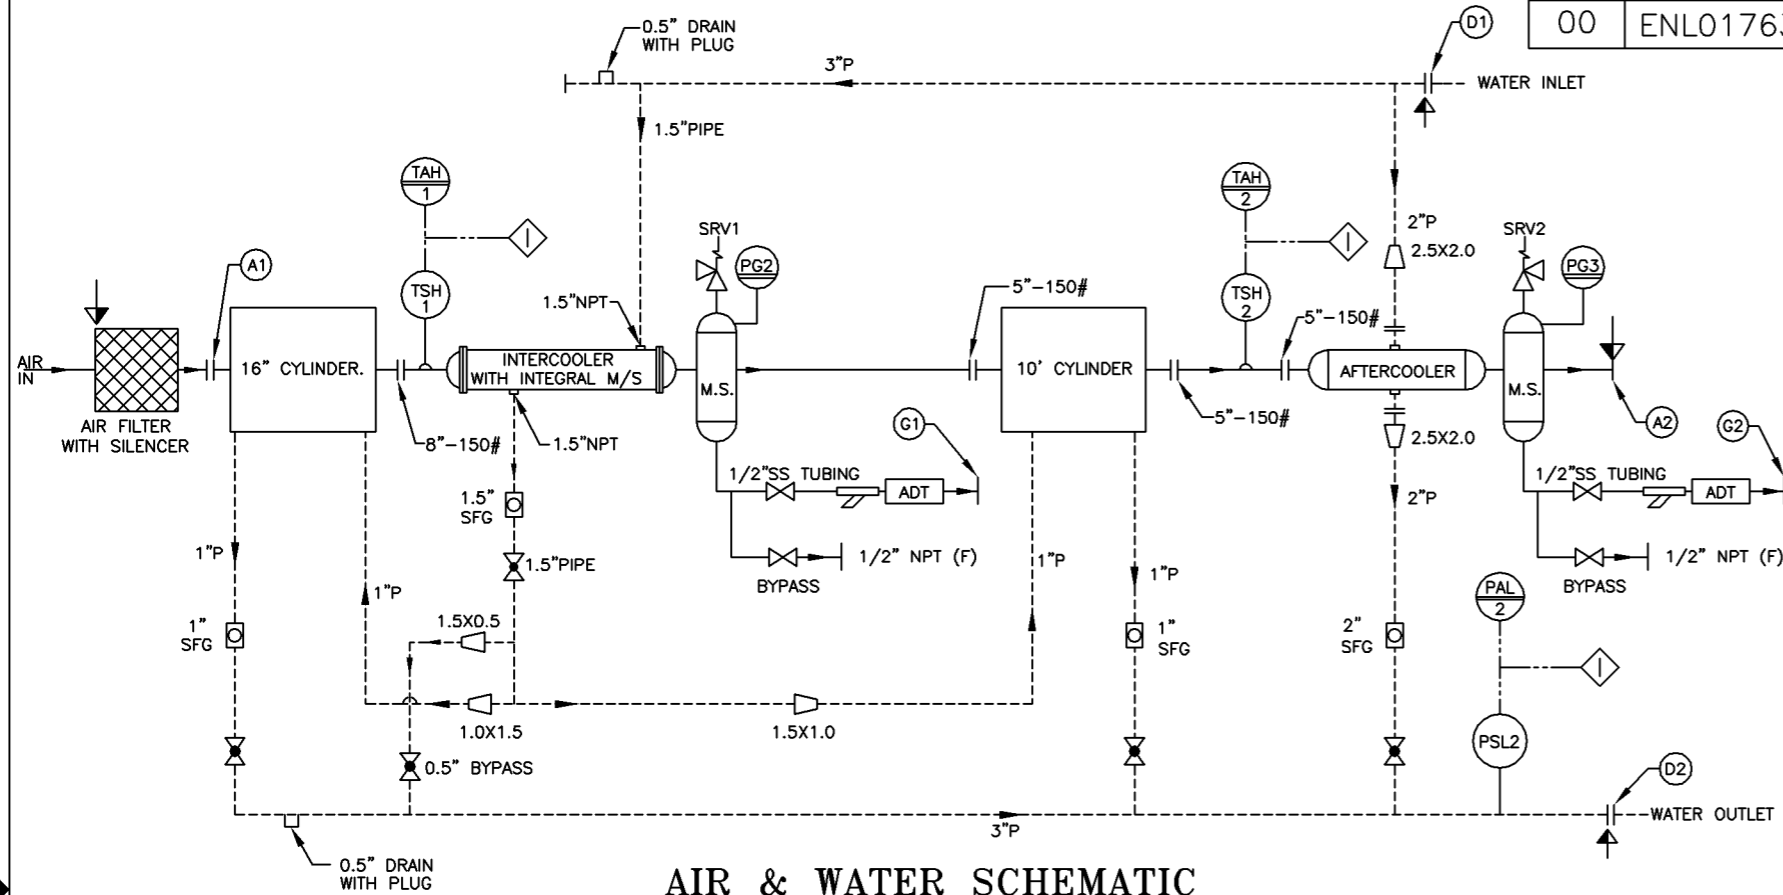 0.5" DRAIN
WITH PLUG
D1
00
3"P
WATER INLET
1.5"PIPE
TAH
1
TAH
2
2"P
SRV1
SRV2
2.5X2.0
A1
PG2
PG3
TSH
1
TSH
2
1.5"NPT
5"-150#
5"-150#
AIR
IN
16" CYLINDER.
INTERCOOLER
WITH INTEGRAL M/S
M.S.
10' CYLINDER
AFTERCOOLER
M.S.
AIR FILTER
WITH SILENCER
8"-150#
1.5"NPT
G1
5"-150#
2.5X2.0
A2
G2
1/2"SS TUBING
ADT
1/2"SS TUBING
ADT
1.5"
SFG
2"P
1"P
1.5"PIPE
1/2" NPT (F)
BYPASS
1"P
1"P
1/2" NPT (F)
BYPASS
1"P
PAL
2
1"
SFG
1.5X0.5
1"
SFG
2"
SFG
1.0X1.5
1.5X1.0
PSL2
0.5" BYPASS
D2
WATER OUTLET
3"P
0.5" DRAIN
WITH PLUG
AIR & WATER SCHEMATIC